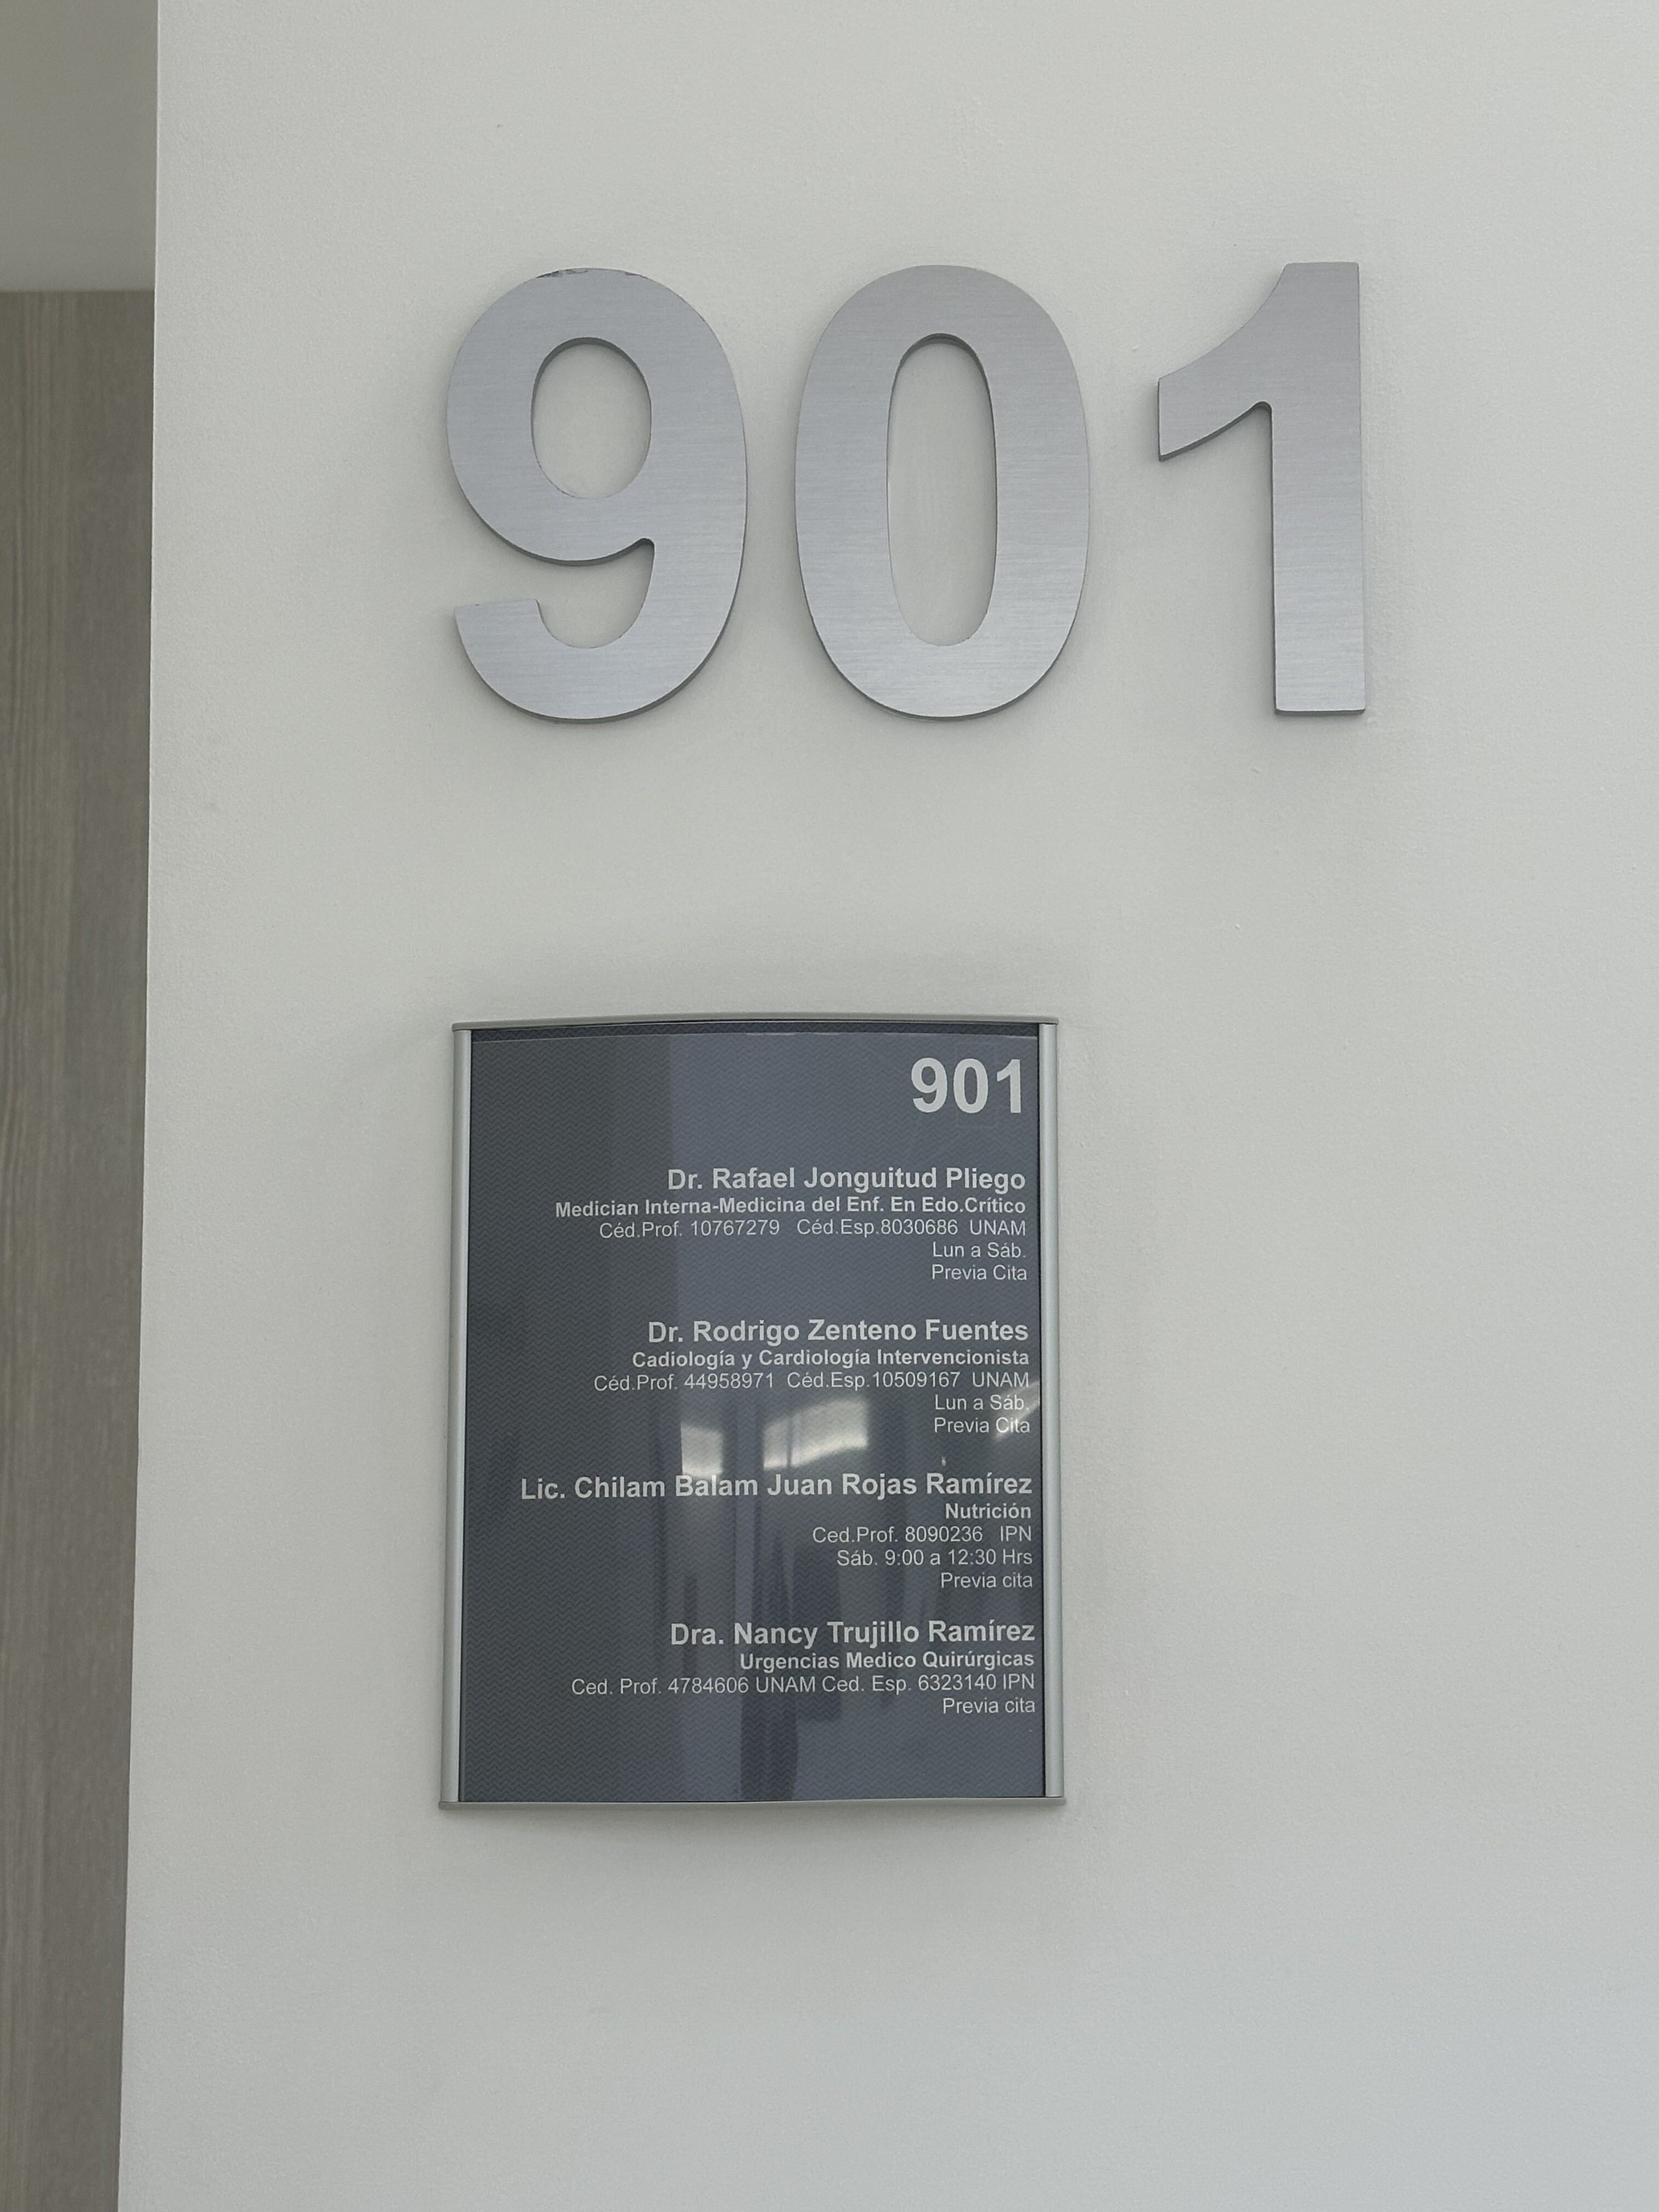 901
901
Dr. Rafael Jonguitud Pliego
Medician Interna-Medicina del Enf. En Edo.Crítico
Céd.Prof. 10767279 Céd.Esp.8030686 UNAM
Lun a Sáb.
Previa Cita
Dr. Rodrigo Zenteno Fuentes
Cadiología y Cardiología Intervencionista
Céd.Prof. 44958971 Céd.Esp.10509167 UNAM
Lun a Sáb.
Previa Cita
Lic. Chilam Balam Juan Rojas Ramírez
Nutrición
Ced.Prof. 8090236 IPN
Sáb. 9:00 a 12:30 Hrs
Previa cita
Dra. Nancy Trujillo Ramírez
Urgencias Medico Quirúrgicas
Ced. Prof. 4784606 UNAM Ced. Esp. 6323140 IPN
Previa cita